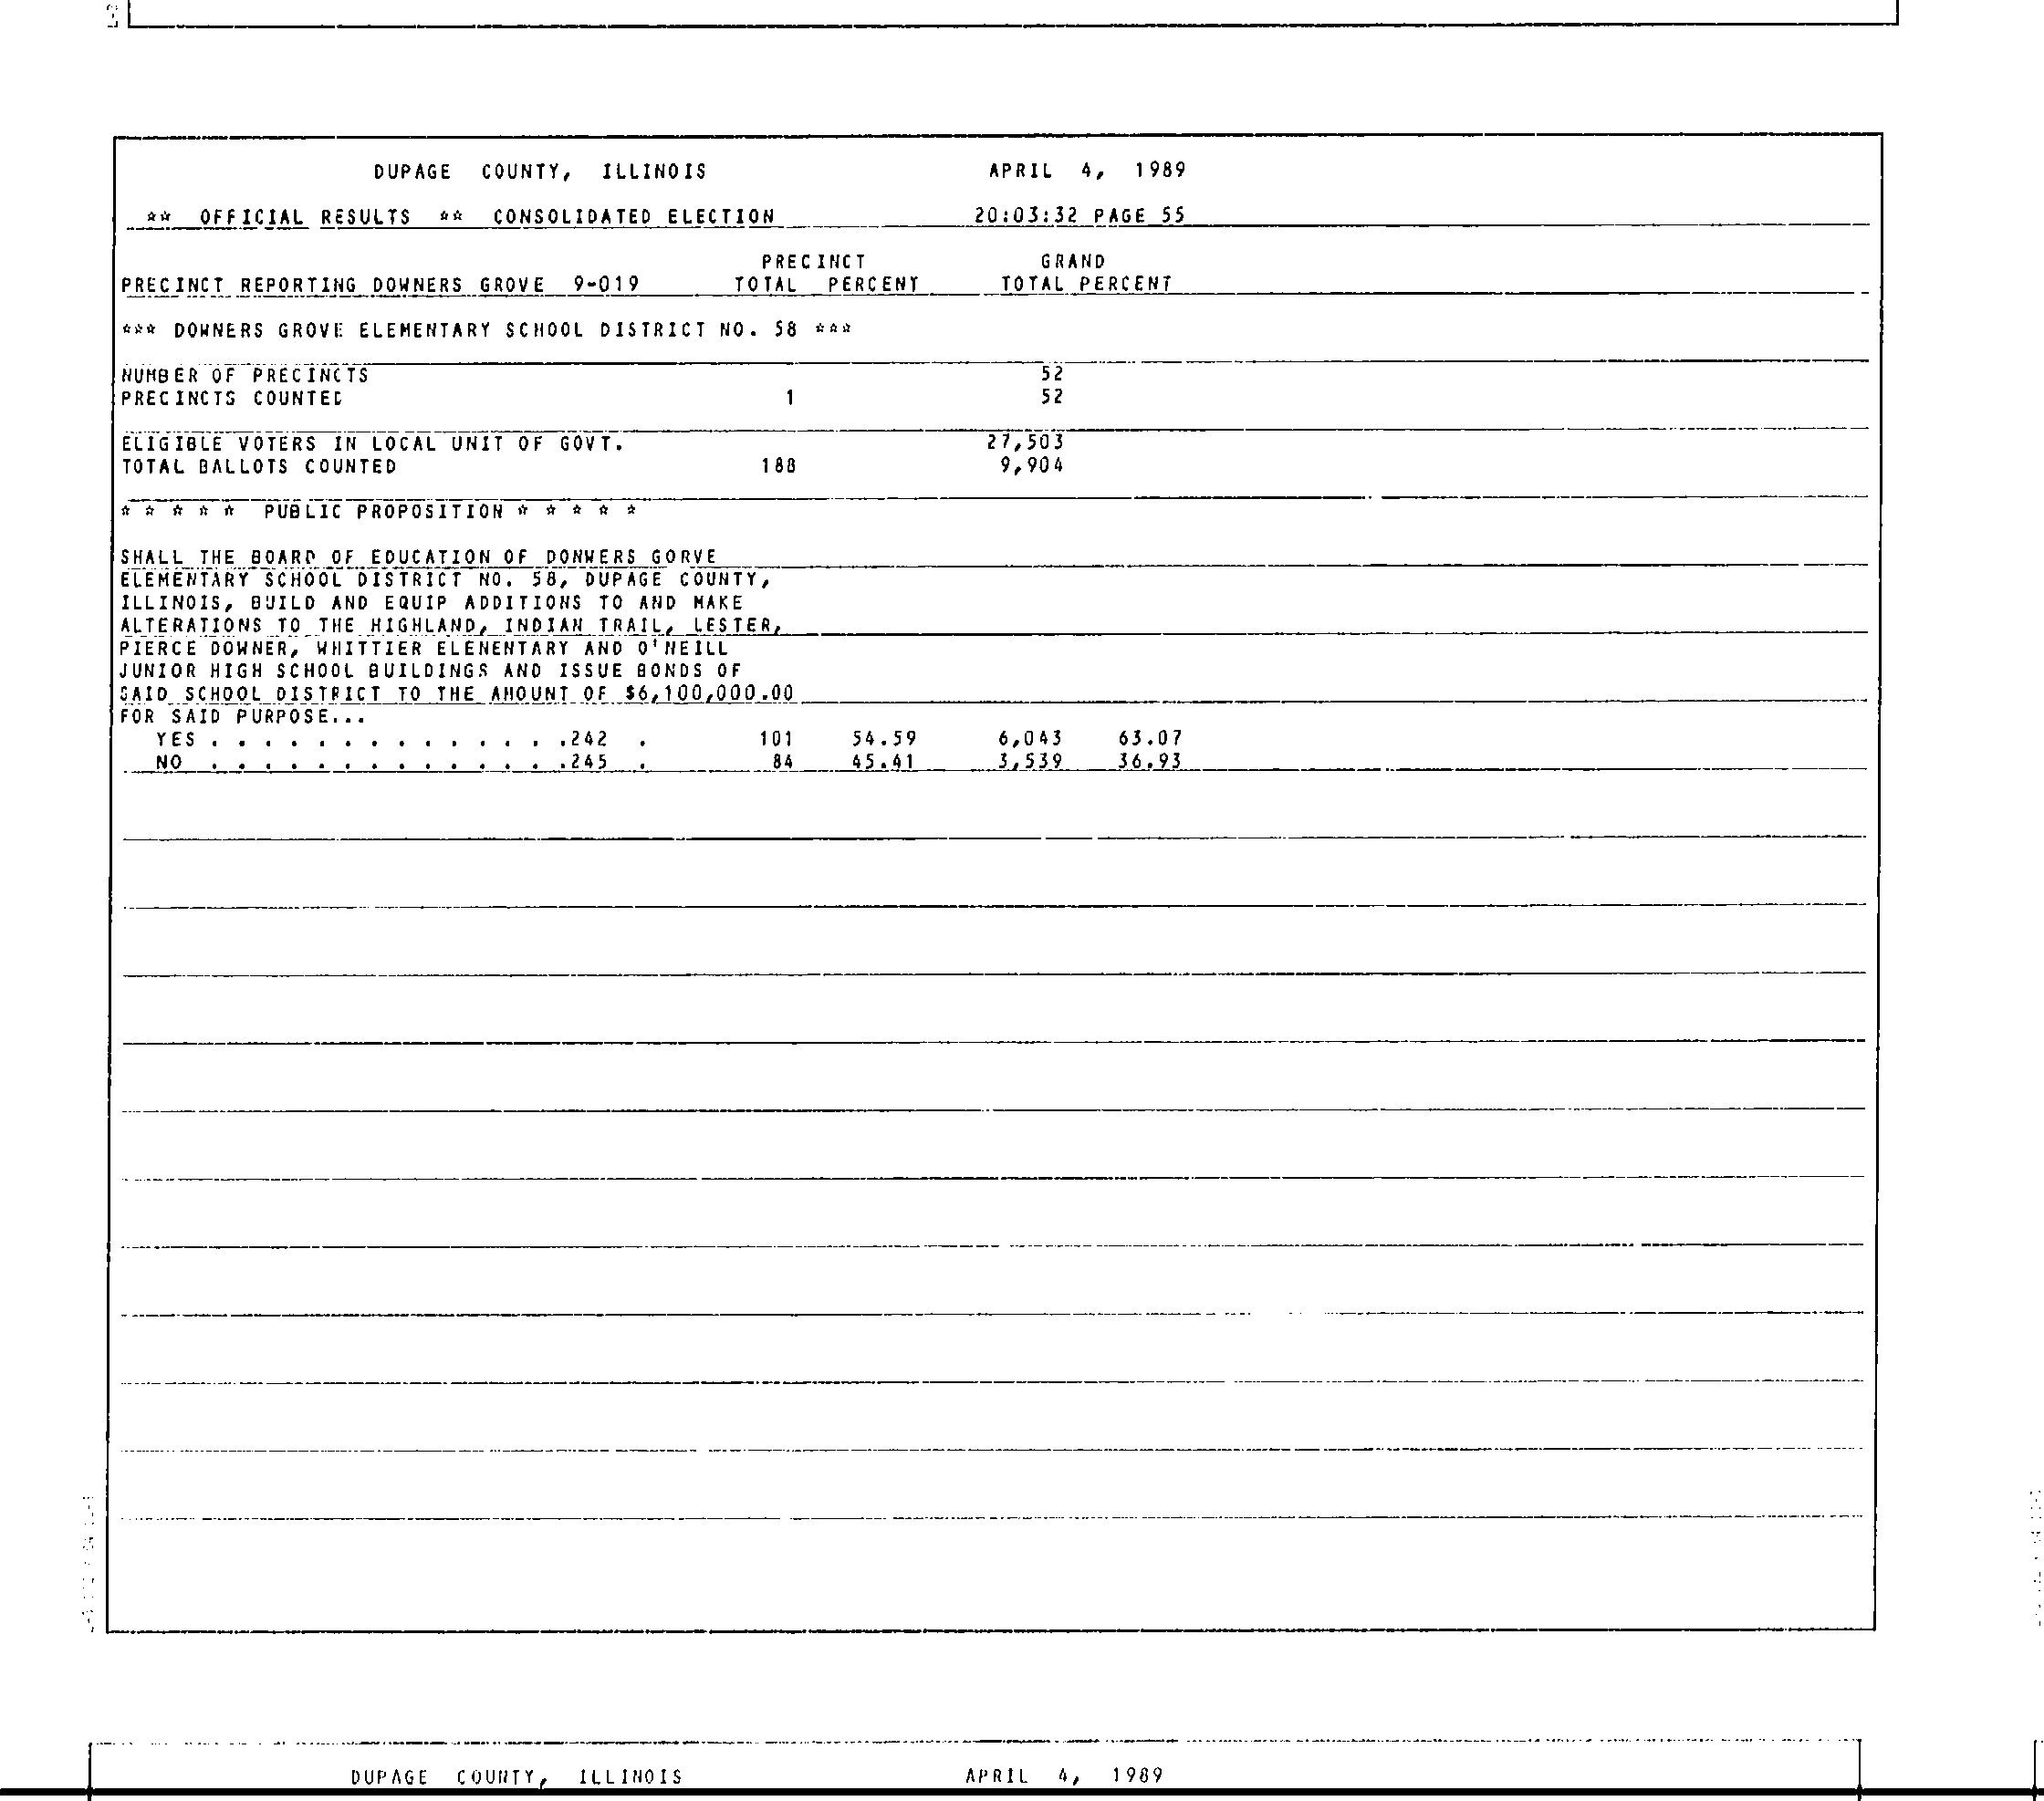 DUPAGE COUNTY, ILLINOIS APRIL 4, 1989
** OFFICIAL RESULTS ** CONSOLIDATED ELECTION 20:03:32 PAGE 55
PRECINCT GRAND
PRECINCT REPORTING DOWNERS GROVE 9-019 TOTAL PERCENT TOTAL PERCENT
*** DOWNERS GROVE ELEMENTARY SCHOOL DISTRICT NO. 58 ***
NUMBER OF PRECINCTS 52
PRECINCTS COUNTED 1 52
ELIGIBLE VOTERS IN LOCAL UNIT OF GOVT. 27,503
TOTAL BALLOTS COUNTED 188 9,904
* * * * * PUBLIC PROPOSITION * * * * *
SHALL THE BOARD OF EDUCATION OF DONWERS GORVE
ELEMENTARY SCHOOL DISTRICT NO. 58, DUPAGE COUNTY,
ILLINOIS, BUILD AND EQUIP ADDITIONS TO AND MAKE
ALTERATIONS TO THE HIGHLAND, INDIAN TRAIL, LESTER,
PIERCE DOWNER, WHITTIER ELENENTARY AND O'NEILL
JUNIOR HIGH SCHOOL BUILDINGS AND ISSUE BONDS OF
SAID SCHOOL DISTRICT TO THE AMOUNT OF $6,100,000.00
FOR SAID PURPOSE...
YES . . . . . . . . . . . . . .242 . 101 54.59 6,043 63.07
NO . . . . . . . . . . . . . .245 . 84 45.41 3,539 36.93
DUPAGE COUNTY, ILLINOIS APRIL 4, 1989